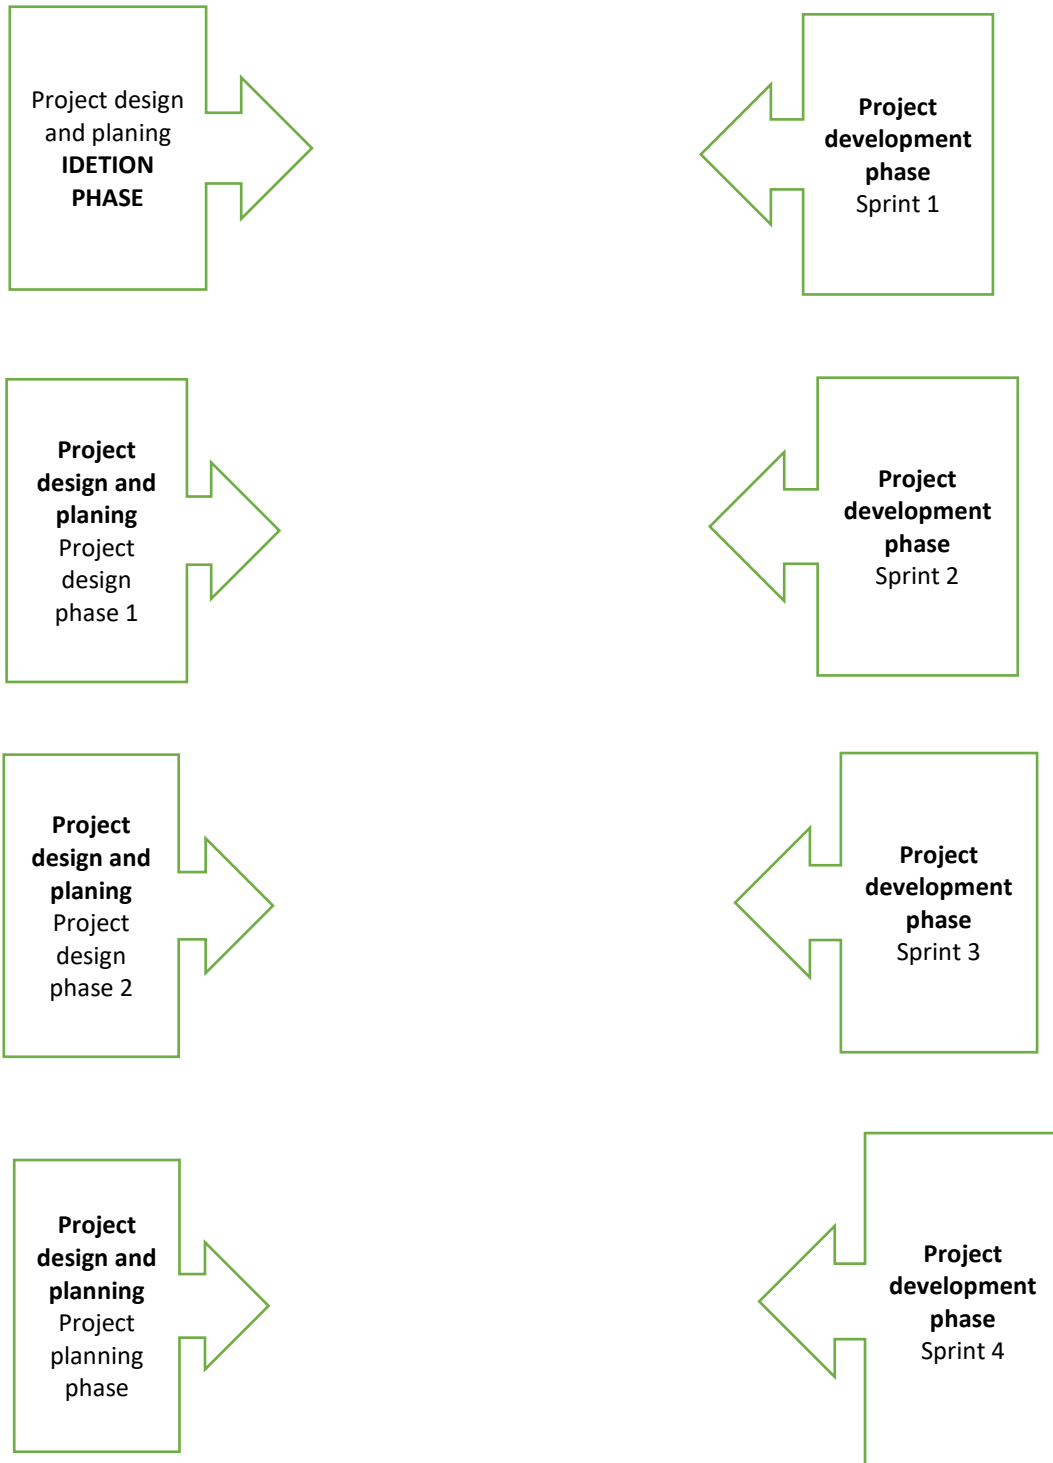 Project design
and planing
IDETION
PHASE
Project
development
phase
Sprint 1
Project
design and
planing
Project
design
phase 1
Project
development
phase
Sprint 2
Project
design and
planing
Project
design
phase 2
Project
development
phase
Sprint 3
Project
design and
planning
Project
planning
phase
Project
development
phase
Sprint 4